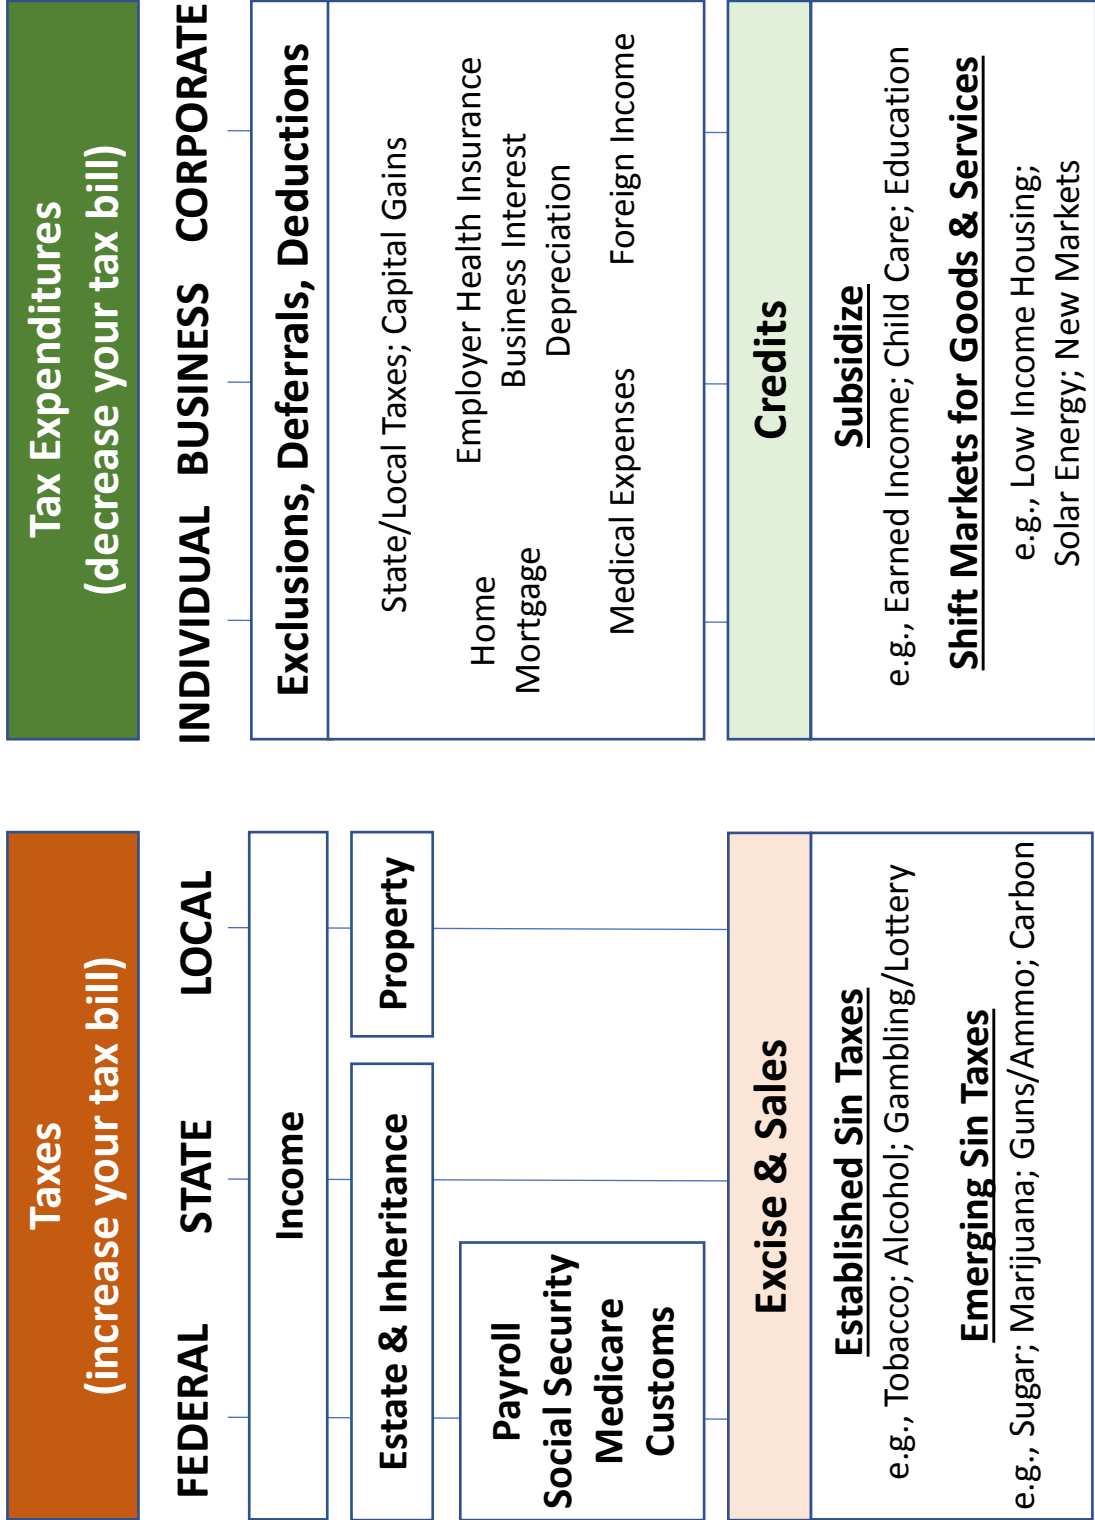 Taxes
(increase your tax bill)
FEDERAL STATE LOCAL
Income
Estate & Inheritance
Property
Payroll
Social Security
Medicare
Customs
Excise & Sales
Established Sin Taxes
e.g., Tobacco; Alcohol; Gambling/Lottery
Emerging Sin Taxes
e.g., Sugar; Marijuana; Guns/Ammo; Carbon
Tax Expenditures
(decrease your tax bill)
INDIVIDUAL BUSINESS CORPORATE
Exclusions, Deferrals, Deductions
State/Local Taxes; Capital Gains
Home
Mortgage
Employer Health Insurance
Business Interest
Depreciation
Medical Expenses
Foreign Income
Credits
Subsidize
e.g., Earned Income; Child Care; Education
Shift Markets for Goods & Services
e.g., Low Income Housing;
Solar Energy; New Markets